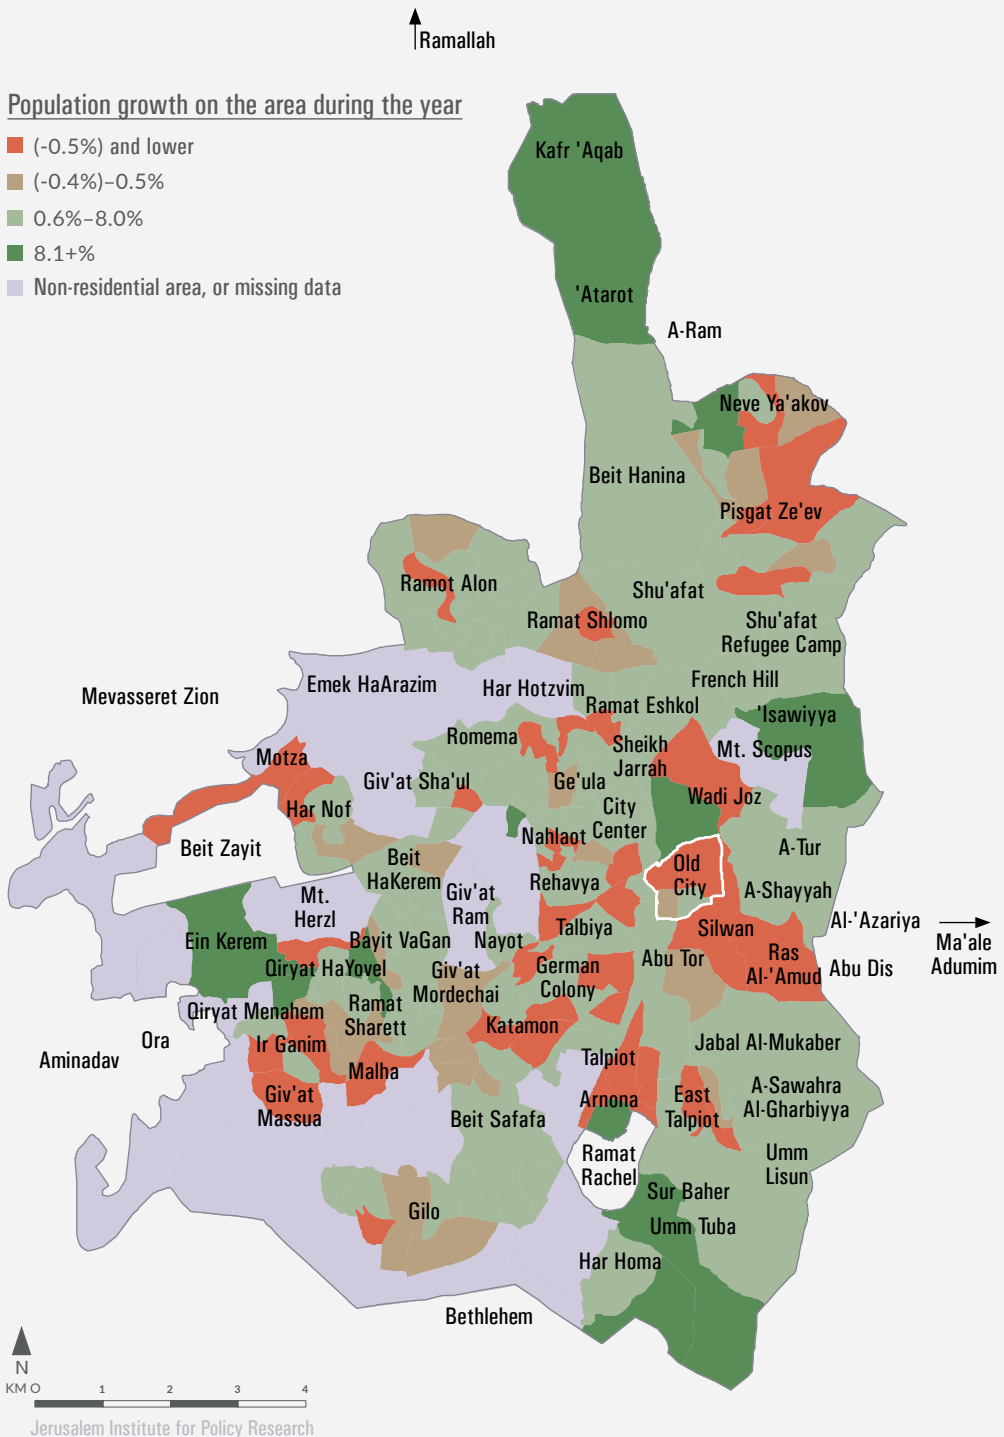 Ramallah
Population growth on the area during the year
(-0.5%) and lower
(-0.4%)–0.5%
0.6%–8.0%
8.1+%
Non-residential area, or missing data
Kafr 'Aqab
'Atarot
A-Ram
Neve Ya'akov
Beit Hanina
Pisgat Ze'ev
Ramot Alon
Shu'afat
Ramat Shlomo
Shu'afat
Refugee Camp
French Hill
Emek HaArazim
Har Hotzvim
Mevasseret Zion
Ramat Eshkol
'Isawiyya
Romema
Sheikh
Jarrah
Mt. Scopus
Motza
Giv'at Sha'ul
Ge'ula
Wadi Joz
Har Nof
City
Center
Nahlaot
Beit Zayit
Beit
HaKerem
Old
City
A-Tur
Rehavya
A-Shayyah
Mt.
Herzl
Giv'at
Ram
Al-'Azariya
Talbiya
Silwan
Ma'ale
Adumim
Ein Kerem
Bayit VaGan
Nayot
Ras
Al-'Amud
Abu Tor
Abu Dis
Qiryat HaYovel
Giv'at
Mordechai
German
Colony
Qiryat Menahem
Ramat
Sharett
Katamon
Ora
Ir Ganim
Jabal Al-Mukaber
Aminadav
Malha
Talpiot
Giv'at
Massua
Arnona
East
Talpiot
A-Sawahra
Al-Gharbiyya
Beit Safafa
Ramat
Rachel
Umm
Lisun
Sur Baher
Gilo
Umm Tuba
Har Homa
Bethlehem
N
KM 0 1 2 3 4
Jerusalem Institute for Policy Research